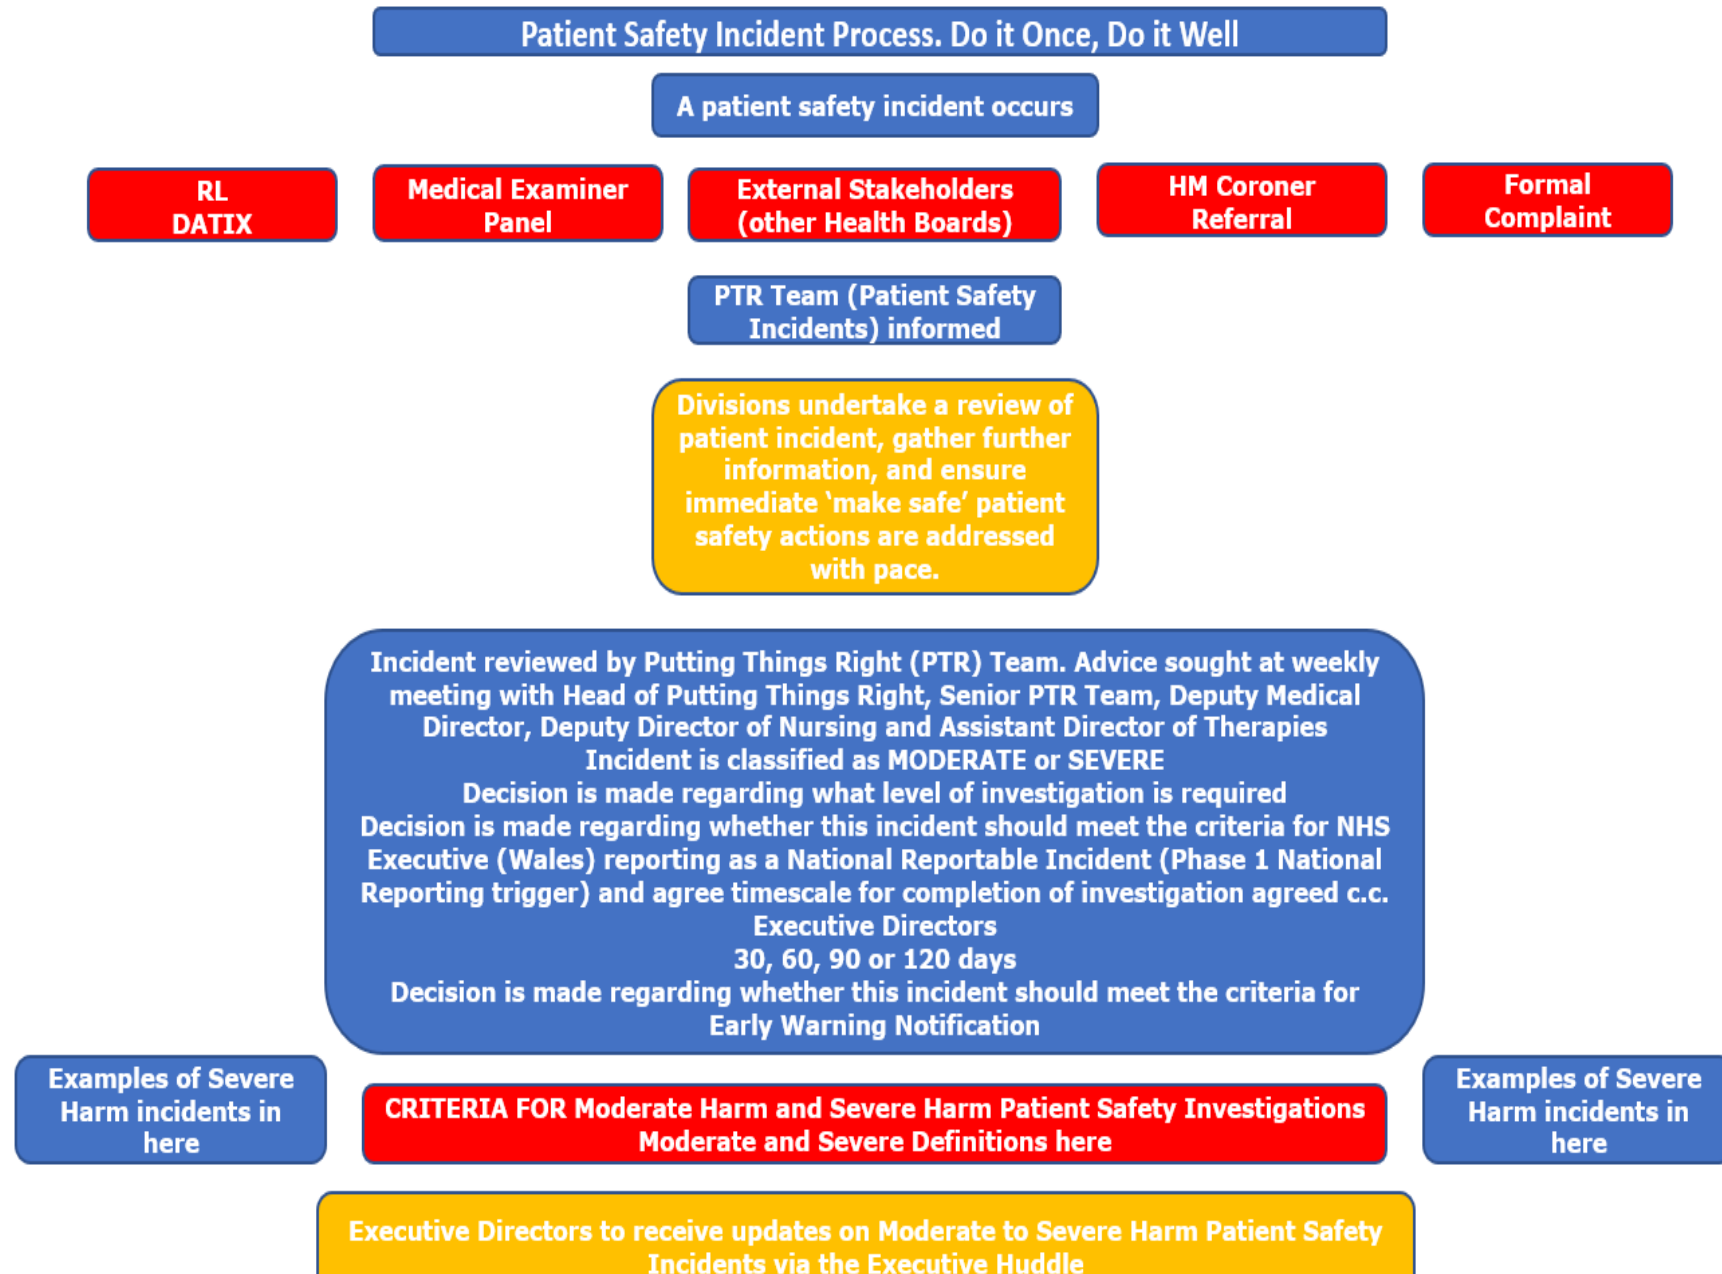 Patient Safety Incident Process. Do it Once, Do it Well
A patient safety incident occurs
RL
DATIX
Medical Examiner
Panel
External Stakeholders
(other Health Boards)
HM Coroner
Referral
Formal
Complaint
PTR Team (Patient Safety
Incidents) informed
Divisions undertake a review of
patient incident, gather further
information, and ensure
immediate ‘make safe’ patient
safety actions are addressed
with pace.
Incident reviewed by Putting Things Right (PTR) Team. Advice sought at weekly
meeting with Head of Putting Things Right, Senior PTR Team, Deputy Medical
Director, Deputy Director of Nursing and Assistant Director of Therapies
Incident is classified as MODERATE or SEVERE
Decision is made regarding what level of investigation is required
Decision is made regarding whether this incident should meet the criteria for NHS
Executive (Wales) reporting as a National Reportable Incident (Phase 1 National
Reporting trigger) and agree timescale for completion of investigation agreed c.c.
Executive Directors
30, 60, 90 or 120 days
Decision is made regarding whether this incident should meet the criteria for
Early Warning Notification
Examples of Severe
Harm incidents in
here
CRITERIA FOR Moderate Harm and Severe Harm Patient Safety Investigations
Moderate and Severe Definitions here
Examples of Severe
Harm incidents in
here
Executive Directors to receive updates on Moderate to Severe Harm Patient Safety
Incidents via the Executive Huddle